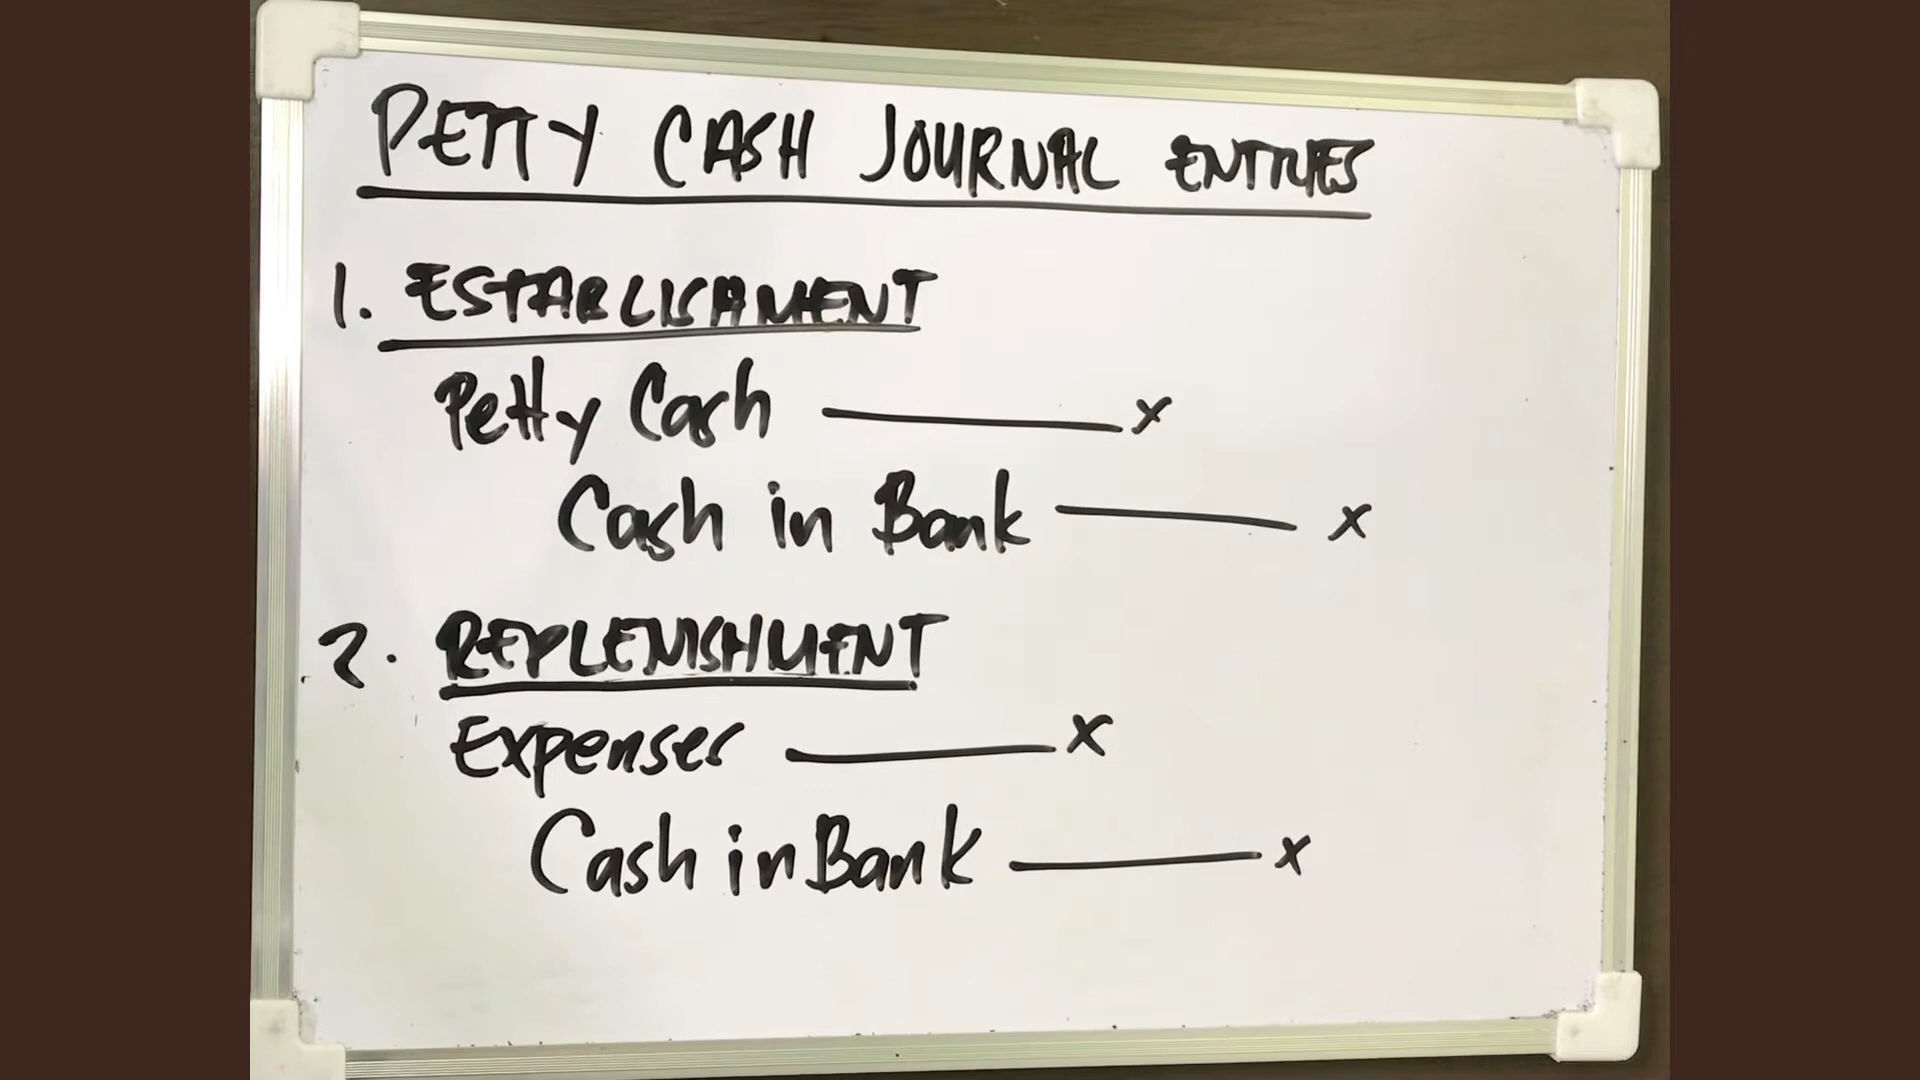 PETTY CASH JOURNAL ENTRIES
1. ESTABLISHMENT
Petty Cash ———— x
Cash in Bank ———— x
2. REPLENISHMENT
Expenses ———— x
Cash in Bank ———— x